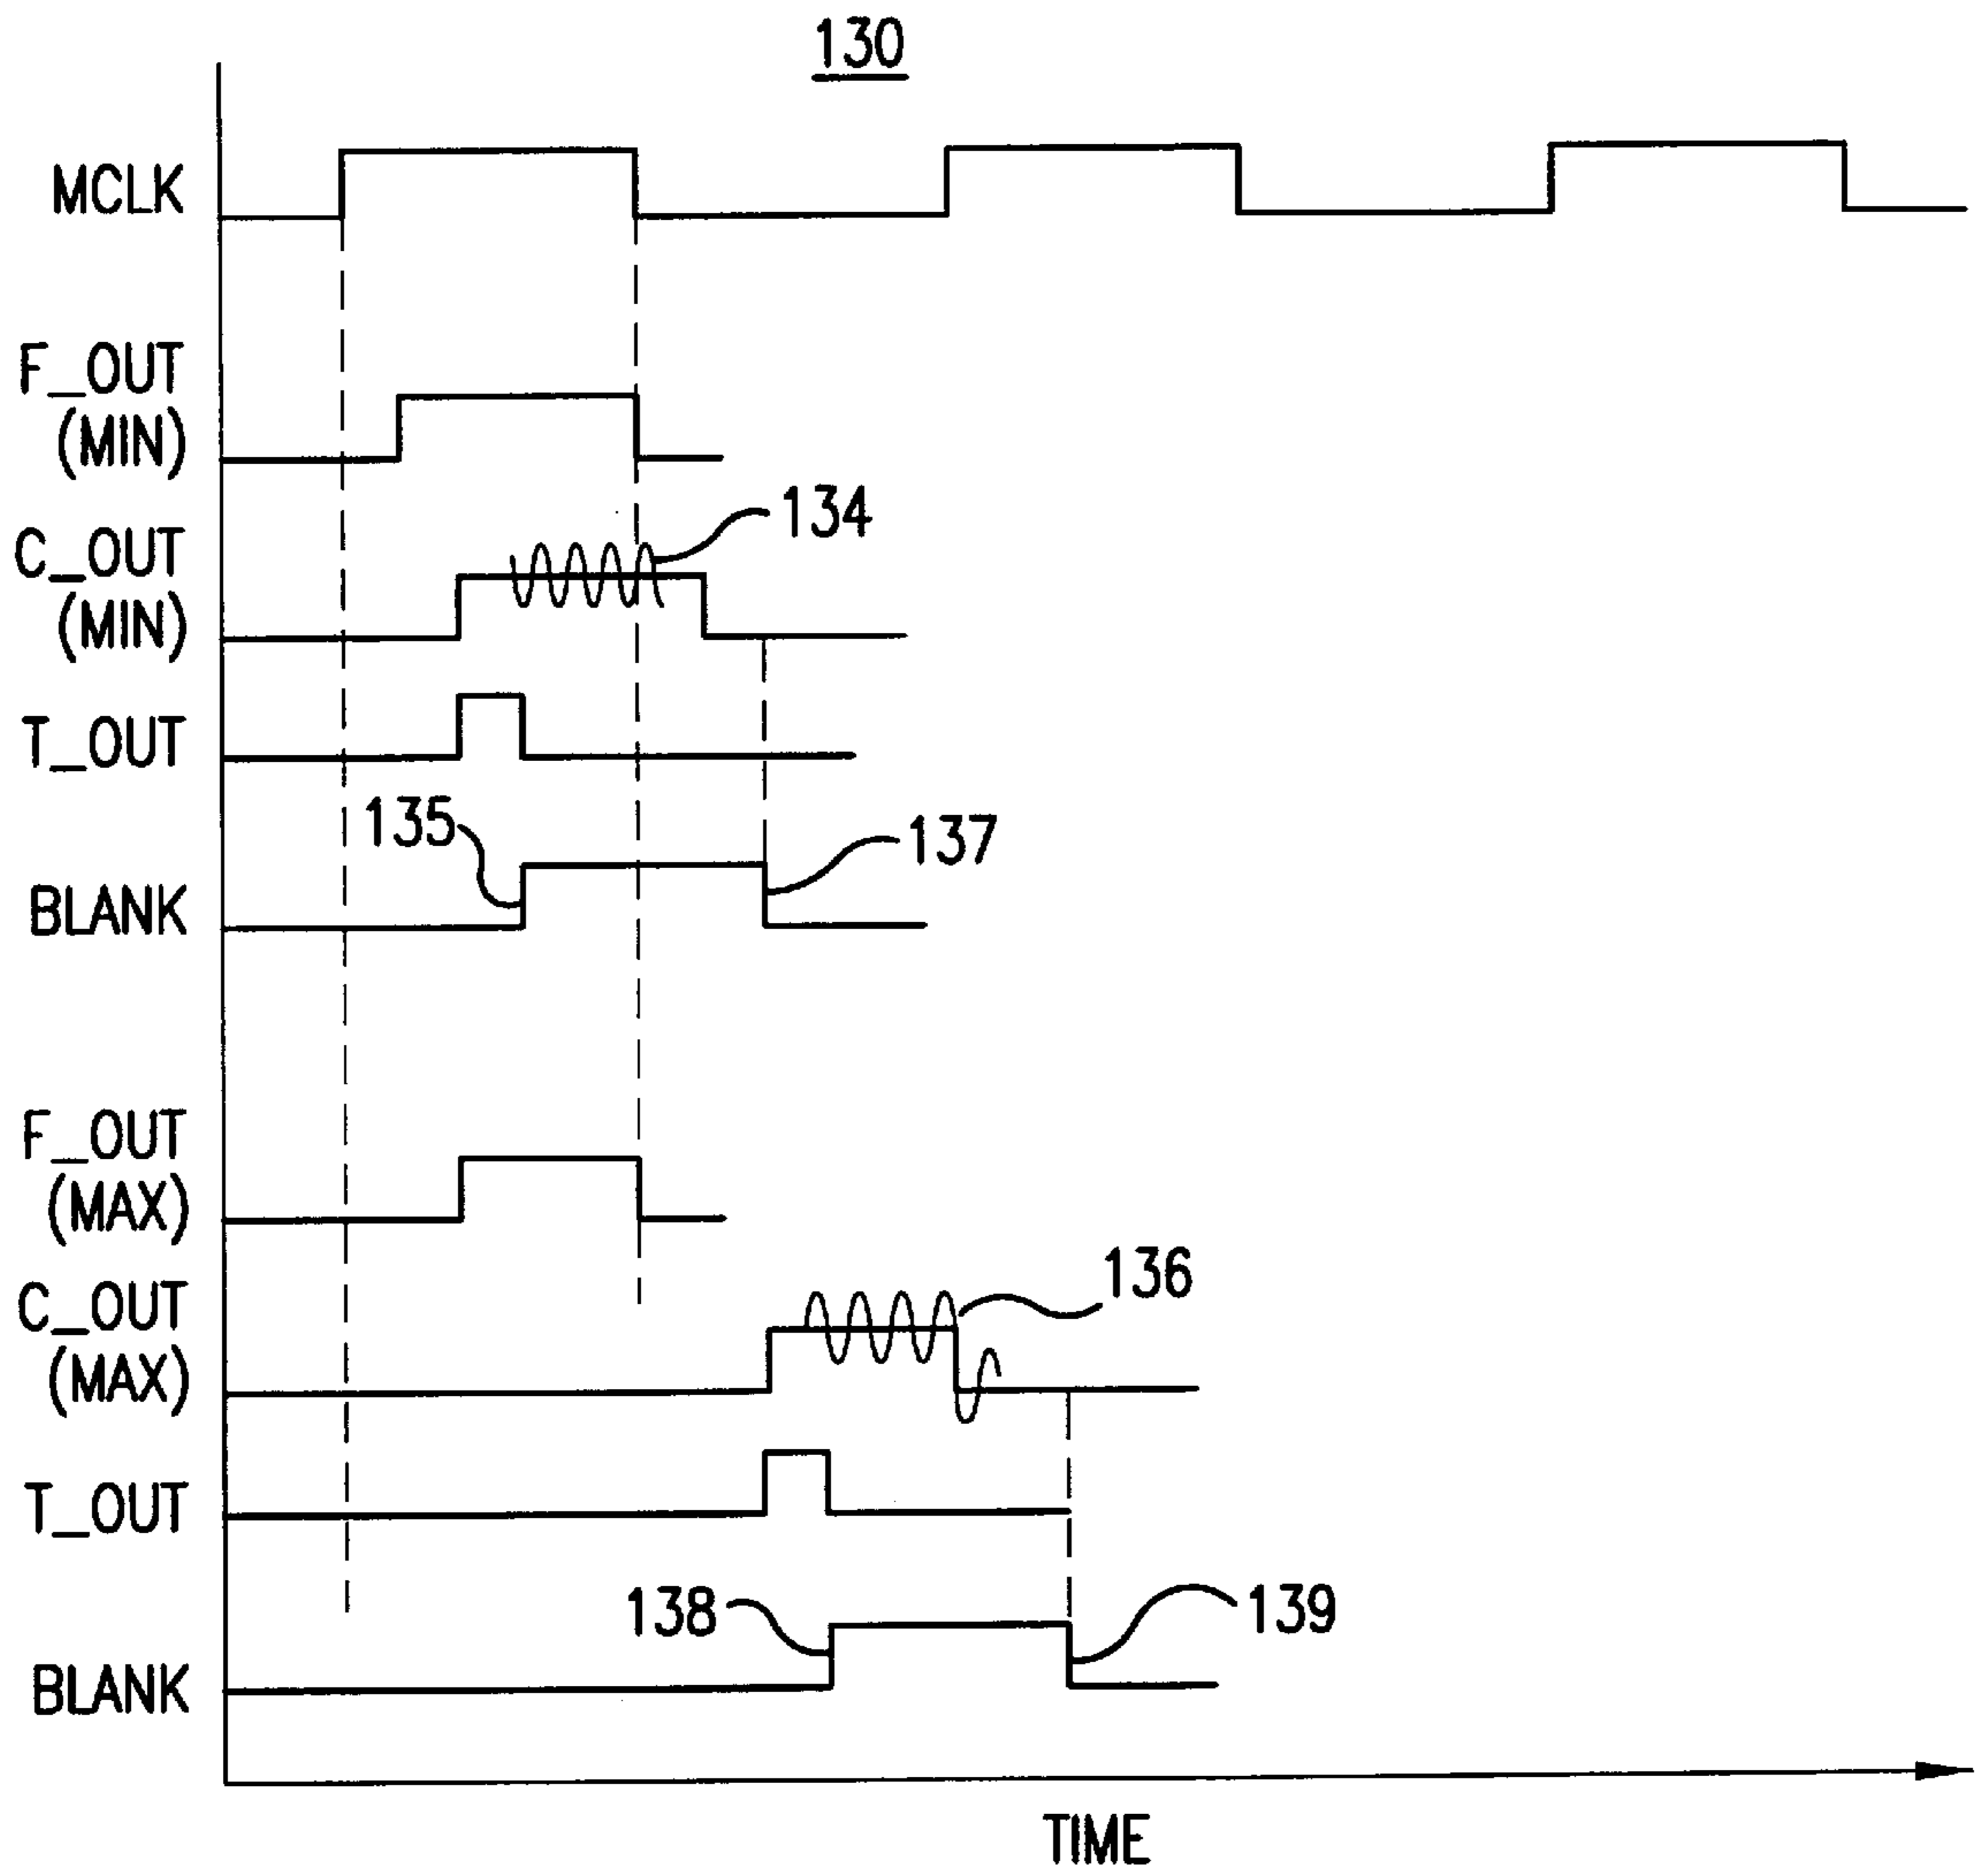 130
MCLK
F_OUT
(MIN)
134
C_OUT
(MIN)
T_OUT
135
137
BLANK
F_OUT
(MAX)
136
C_OUT
(MAX)
T_OUT
138
139
BLANK
TIME